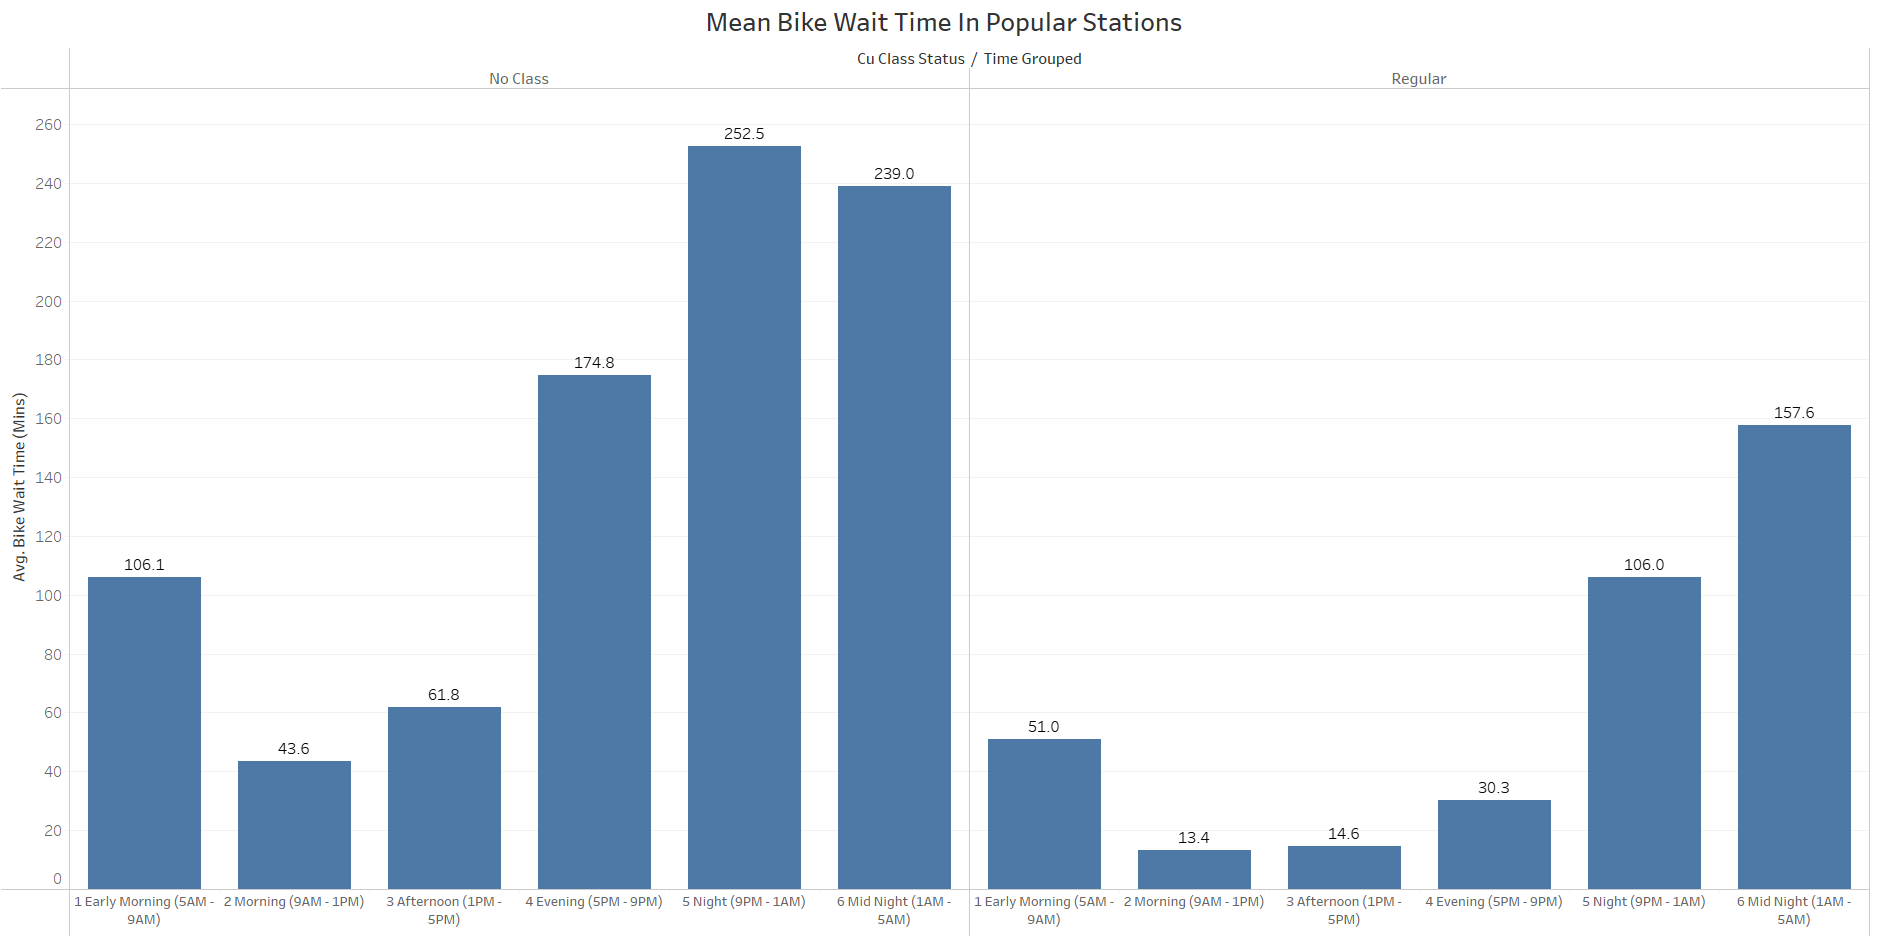 Mean Bike Wait Time In Popular Stations
Cu Class Status / Time Grouped
No Class
Regular
Avg. Bike Wait Time (Mins)
260
240
220
200
180
160
140
120
100
80
60
40
20
0
106.1
43.6
61.8
174.8
252.5
239.0
51.0
13.4
14.6
30.3
106.0
157.6
1 Early Morning (5AM -
9AM)
2 Morning (9AM - 1PM)
3 Afternoon (1PM -
5PM)
4 Evening (5PM - 9PM)
5 Night (9PM - 1AM)
6 Mid Night (1AM -
5AM)
1 Early Morning (5AM -
9AM)
2 Morning (9AM - 1PM)
3 Afternoon (1PM -
5PM)
4 Evening (5PM - 9PM)
5 Night (9PM - 1AM)
6 Mid Night (1AM -
5AM)